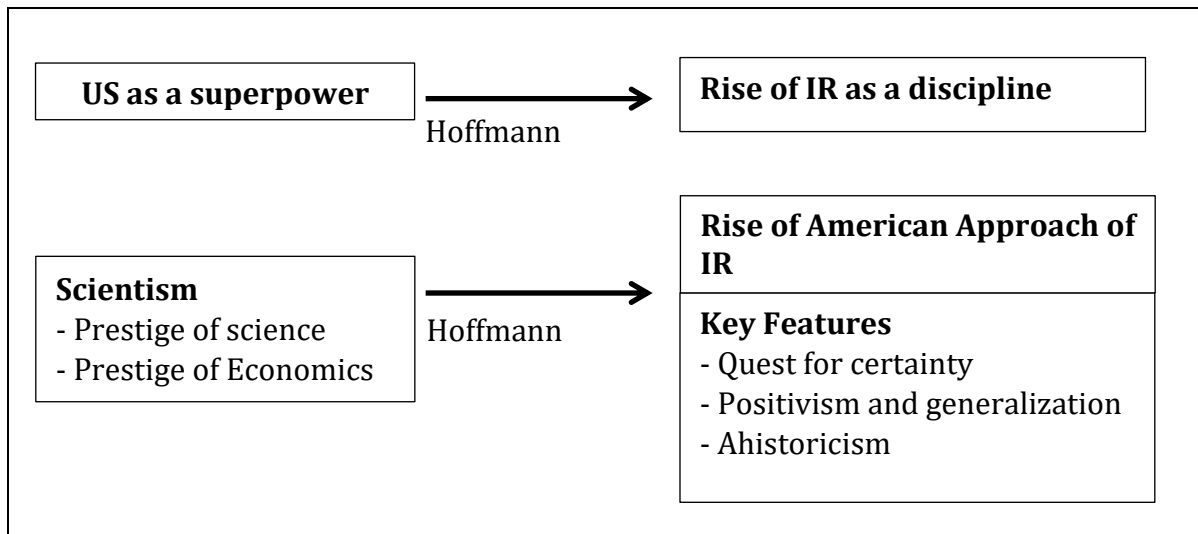 US as a superpower
Hoffmann
Rise of IR as a discipline
Scientism
- Prestige of science
- Prestige of Economics
Hoffmann
Rise of American Approach of
IR
Key Features
- Quest for certainty
- Positivism and generalization
- Ahistoricism